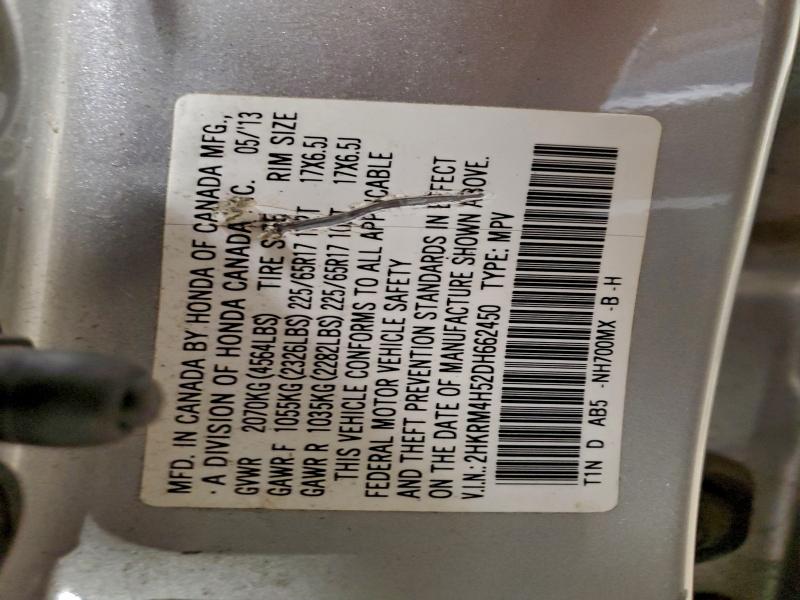 MFD. IN CANADA BY HONDA OF CANADA MFG.,
· A DIVISION OF HONDA CANADA C. 05/'13
GVWR 2070KG (4564LBS) TIRE SIZE RIM SIZE
GAWR F 1055KG (2326LBS) 225/65R17 17X6.5J
GAWR R 1035KG (2282LBS) 225/65R17 17X6.5J
THIS VEHICLE CONFORMS TO ALL APPLICABLE
FEDERAL MOTOR VEHICLE SAFETY
AND THEFT PREVENTION STANDARDS IN EFFECT
ON THE DATE OF MANUFACTURE SHOWN ABOVE.
V.I.N.: 2HKRM4H52DH662450 TYPE: MPV
T1N D AB5 -NH700MX -B -H